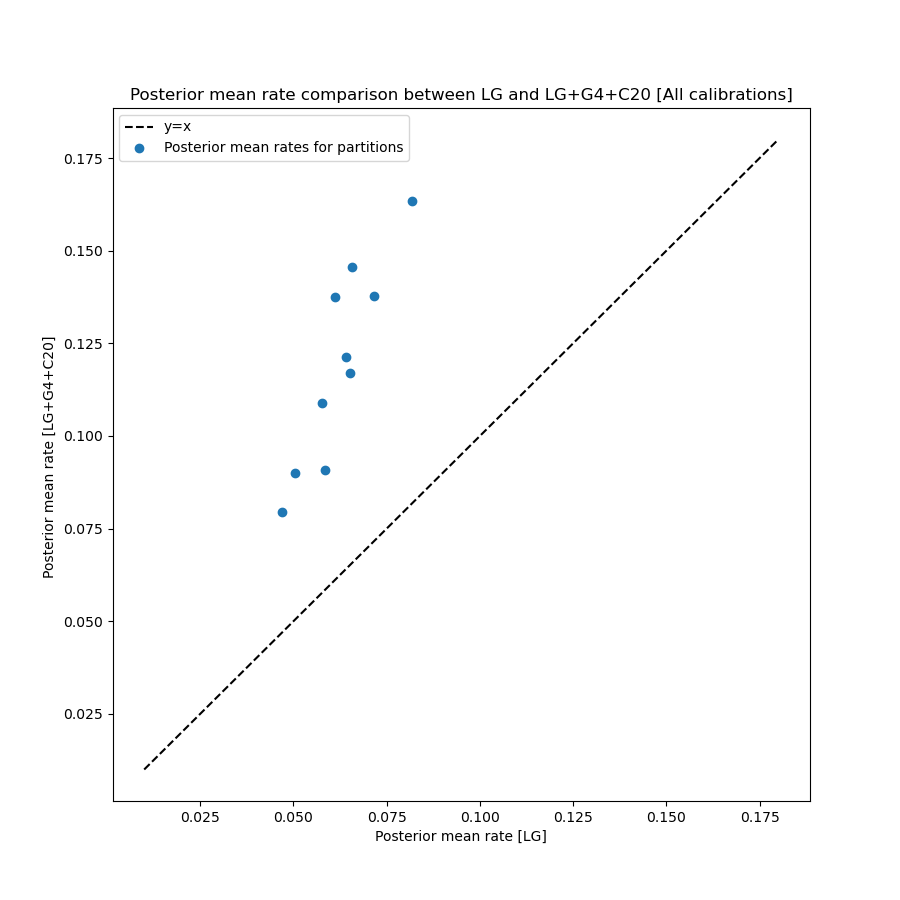 Posterior mean rate comparison between LG and LG+G4+C20 [All calibrations]
y=x
Posterior mean rates for partitions
0.175
0.150
0.125
0.100
0.075
0.050
0.025
Posterior mean rate [LG+G4+C20]
0.025 0.050 0.075 0.100 0.125 0.150 0.175
Posterior mean rate [LG]